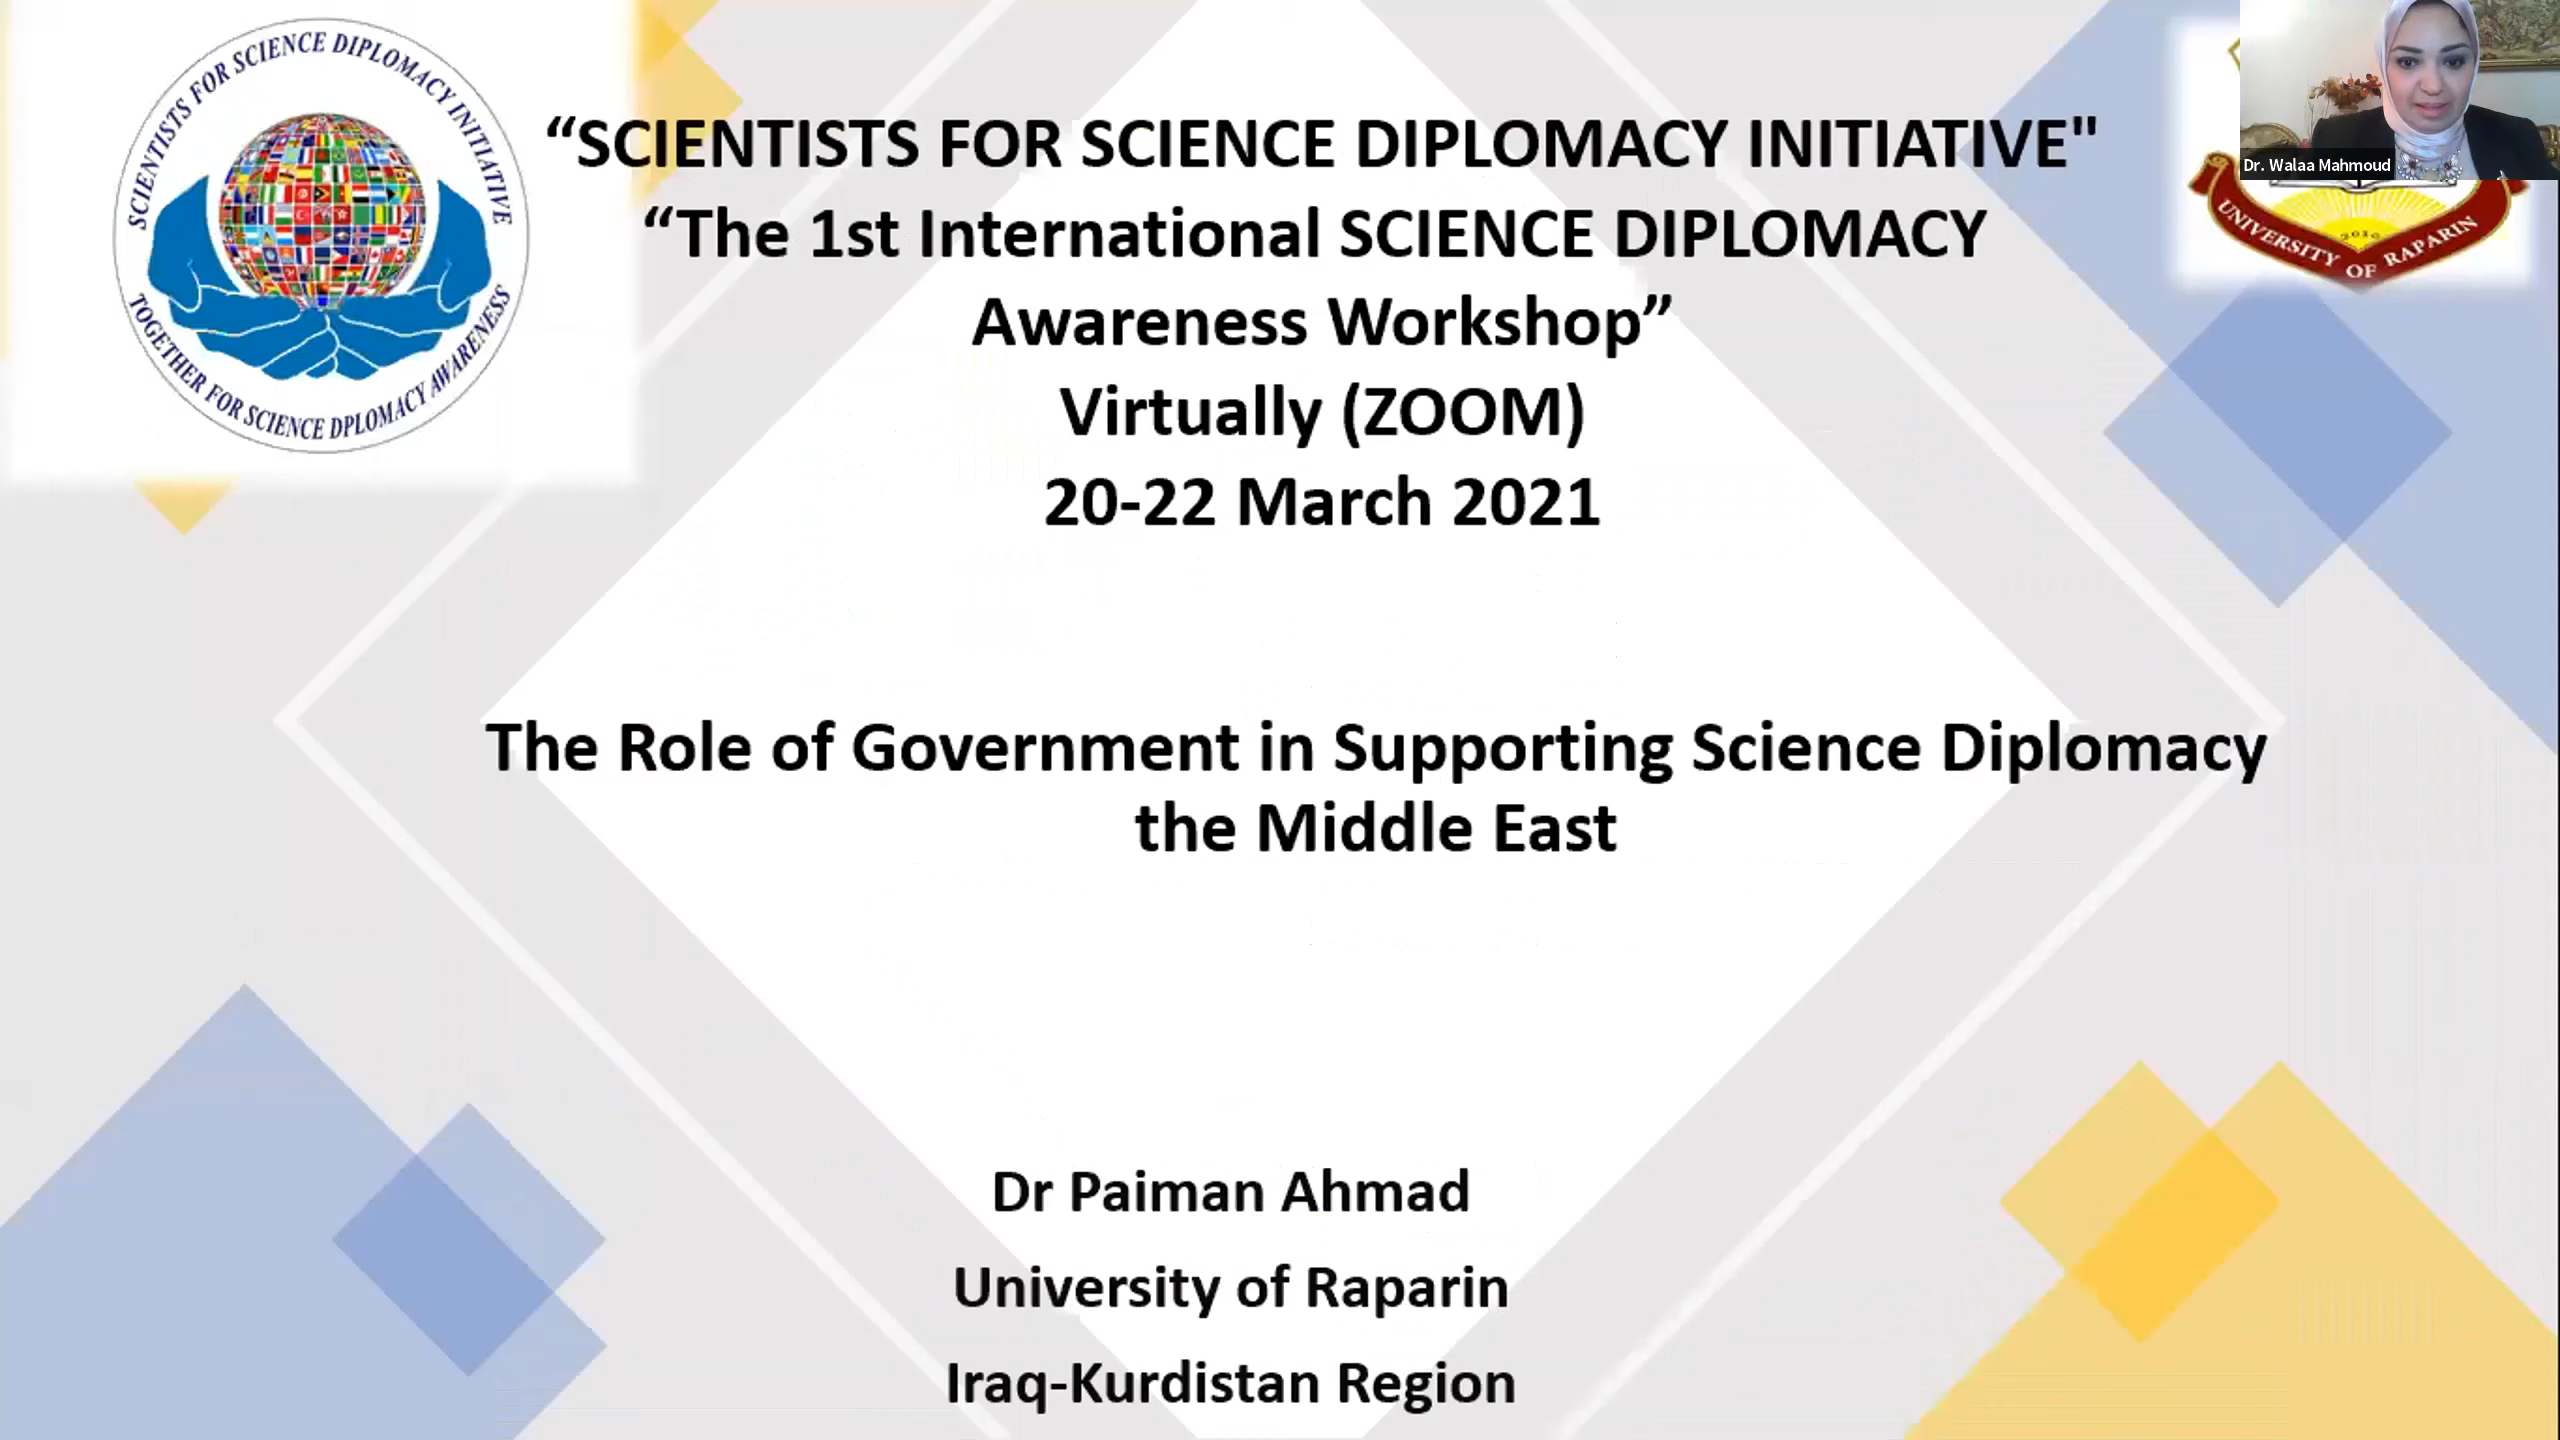 SCIENTISTS FOR SCIENCE DIPLOMACY INITIATIVE
TOGETHER FOR SCIENCE DPLOMACY AWARENESS
“SCIENTISTS FOR SCIENCE DIPLOMACY INITIATIVE"
“The 1st International SCIENCE DIPLOMACY
Awareness Workshop”
Virtually (ZOOM)
20-22 March 2021
Dr. Walaa Mahmoud
2010
UNIVERSITY OF RAPARIN
The Role of Government in Supporting Science Diplomacy
the Middle East
Dr Paiman Ahmad
University of Raparin
Iraq-Kurdistan Region